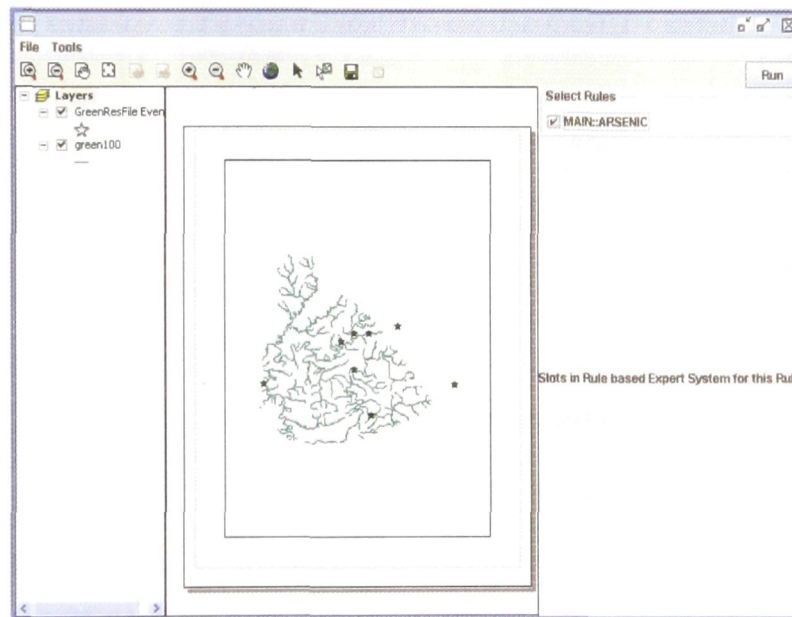 File Tools
Run
Layers
GreenResFile Even
green100
Select Rules
MAIN::ARSENIC
Slots in Rule based Expert System for this Rul